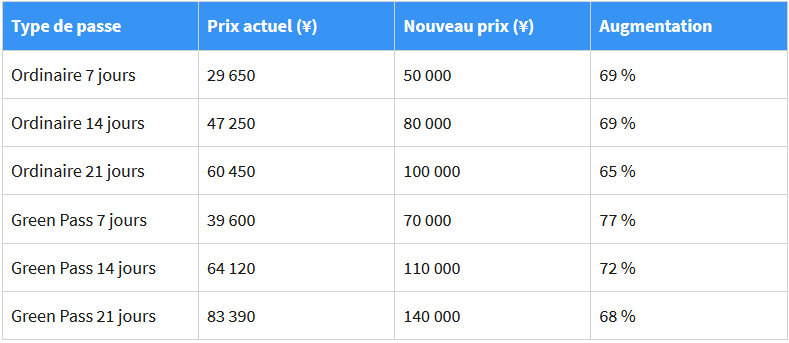 Type de passe Prix actuel (¥) Nouveau prix (¥) Augmentation
Ordinaire 7 jours 29 650 50 000 69 %
Ordinaire 14 jours 47 250 80 000 69 %
Ordinaire 21 jours 60 450 100 000 65 %
Green Pass 7 jours 39 600 70 000 77 %
Green Pass 14 jours 64 120 110 000 72 %
Green Pass 21 jours 83 390 140 000 68 %